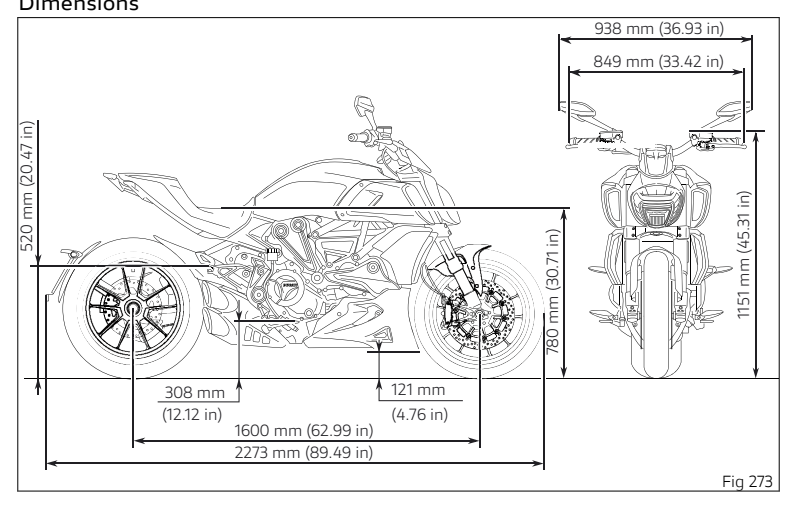 Dimensions
938 mm (36.93 in)
849 mm (33.42 in)
520 mm (20.47 in)
780 mm (30.71 in)
1151 mm (45.31 in)
308 mm
(12.12 in)
121 mm
(4.76 in)
1600 mm (62.99 in)
2273 mm (89.49 in)
Fig 273